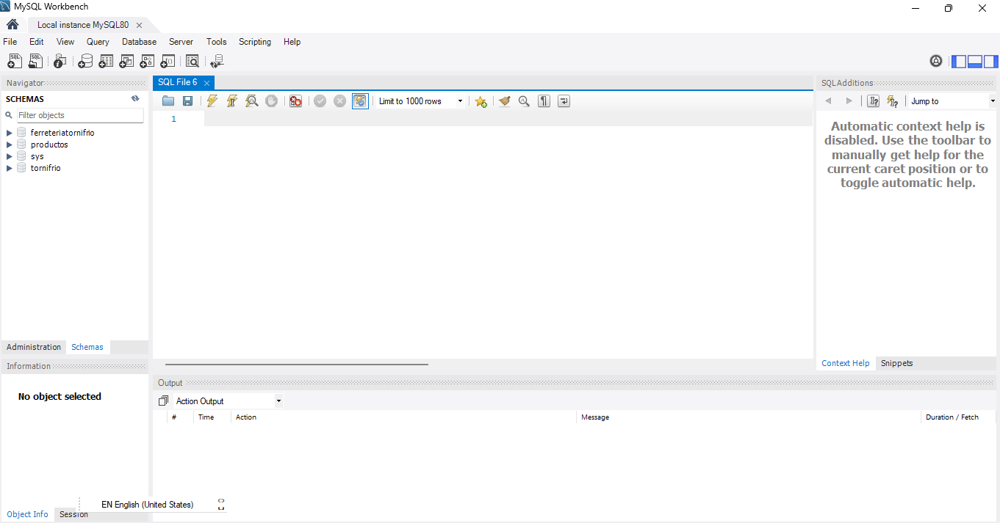 MySQL Workbench
Local instance MySQL80
File Edit View Query Database Server Tools Scripting Help
Navigator
SCHEMAS
Filter objects
ferreteriatornifrio
productos
sys
tornifrio
Administration Schemas
Information
No object selected
Object Info Session
EN English (United States)
SQL File 6
Limit to 1000 rows
1
Output
Action Output
# Time Action Message Duration / Fetch
SQLAdditions
Jump to
Automatic context help is
disabled. Use the toolbar to
manually get help for the
current caret position or to
toggle automatic help.
Context Help Snippets